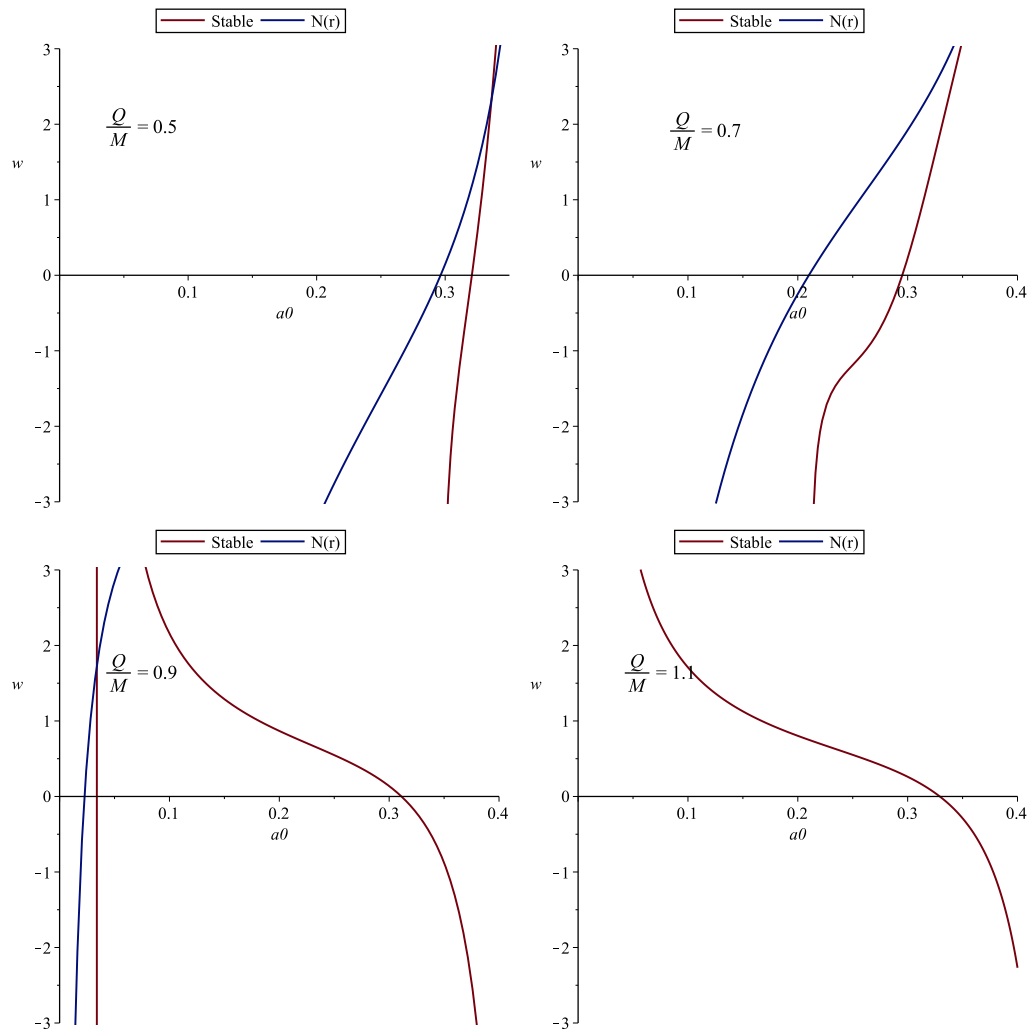 Stable N(r)
3
2
1
0
-1
-2
-3
w
Q/M = 0.5
0.1 0.2 0.3
a0
Stable N(r)
3
2
1
0
-1
-2
-3
w
Q/M = 0.7
0.1 0.2 0.3 0.4
a0
Stable N(r)
3
2
1
0
-1
-2
-3
w
Q/M = 0.9
0.1 0.2 0.3 0.4
a0
Stable N(r)
3
2
1
0
-1
-2
-3
w
Q/M = 1.1
0.1 0.2 0.3 0.4
a0